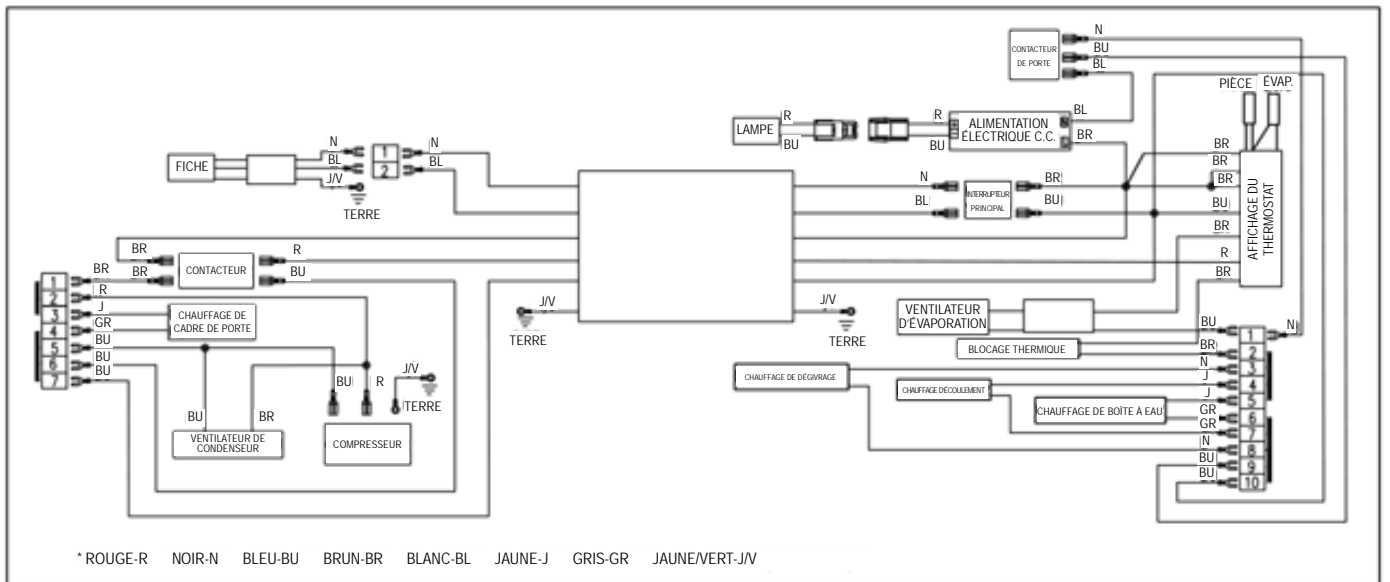 N
CONTACTEUR
DE PORTE
BU
BL
PIÈCE ÉVAP.
LAMPE
R
BU
R
BU
ALIMENTATION
ÉLECTRIQUE C.C.
BL
BR
FICHE
N
BL
J/V
TERRE
1
2
N
BL
N
BL
INTERRUPTEUR
PRINCIPAL
BR
BU
BR
BR
BR
BU
BR
R
BR
AFFICHAGE DU
THERMOSTAT
BR
BR
CONTACTEUR
R
BU
1
2
3
4
5
6
7
BR
R
J
GR
BU
BU
BU
CHAUFFAGE DE
CADRE DE PORTE
J/V
TERRE
J/V
TERRE
BU
BR
VENTILATEUR DE
CONDENSEUR
BU
R
J/V
TERRE
COMPRESSEUR
VENTILATEUR
D'ÉVAPORATION
BLOCAGE THERMIQUE
CHAUFFAGE DE DÉGIVRAGE
CHAUFFAGE DÉCOULEMENT
CHAUFFAGE DE BOÎTE À EAU
BU
BR
N
J
J
GR
GR
N
BU
BU
1
2
3
4
5
6
7
8
9
10
N
* ROUGE-R NOIR-N BLEU-BU BRUN-BR BLANC-BL JAUNE-J GRIS-GR JAUNE/VERT-J/V